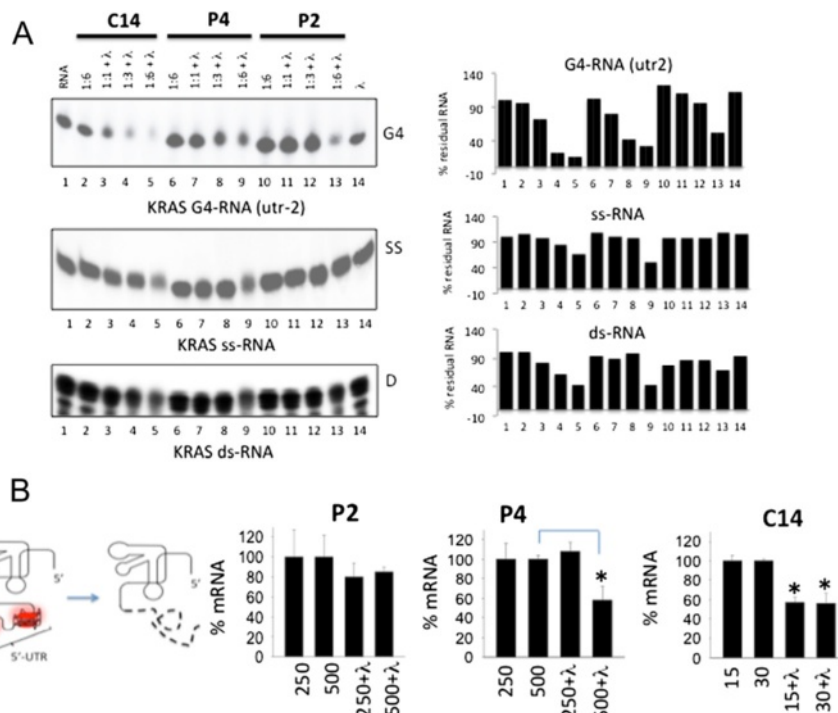 A
C14 P4 P2
RNA 1:6 1:1 + λ 1:3 + λ 1:6 + λ 1:6 1:1 + λ 1:3 + λ 1:6 + λ 1:6 1:1 + λ 1:3 + λ 1:6 + λ λ
G4
1 2 3 4 5 6 7 8 9 10 11 12 13 14
KRAS G4-RNA (utr-2)
SS
1 2 3 4 5 6 7 8 9 10 11 12 13 14
KRAS ss-RNA
D
1 2 3 4 5 6 7 8 9 10 11 12 13 14
KRAS ds-RNA
G4-RNA (utr2)
% residual RNA
140
90
40
-10
1 2 3 4 5 6 7 8 9 10 11 12 13 14
ss-RNA
% residual RNA
140
90
40
-10
1 2 3 4 5 6 7 8 9 10 11 12 13 14
ds-RNA
% residual RNA
140
90
40
-10
1 2 3 4 5 6 7 8 9 10 11 12 13 14
B
5'
5'
5'-UTR
P2
% mRNA
120
100
80
60
40
20
0
250 500 250+λ 500+λ
P4
% mRNA
120
100
80
60
40
20
0
*
250 500 250+λ 500+λ
C14
% mRNA
120
100
80
60
40
20
0
* *
15 30 15+λ 30+λ